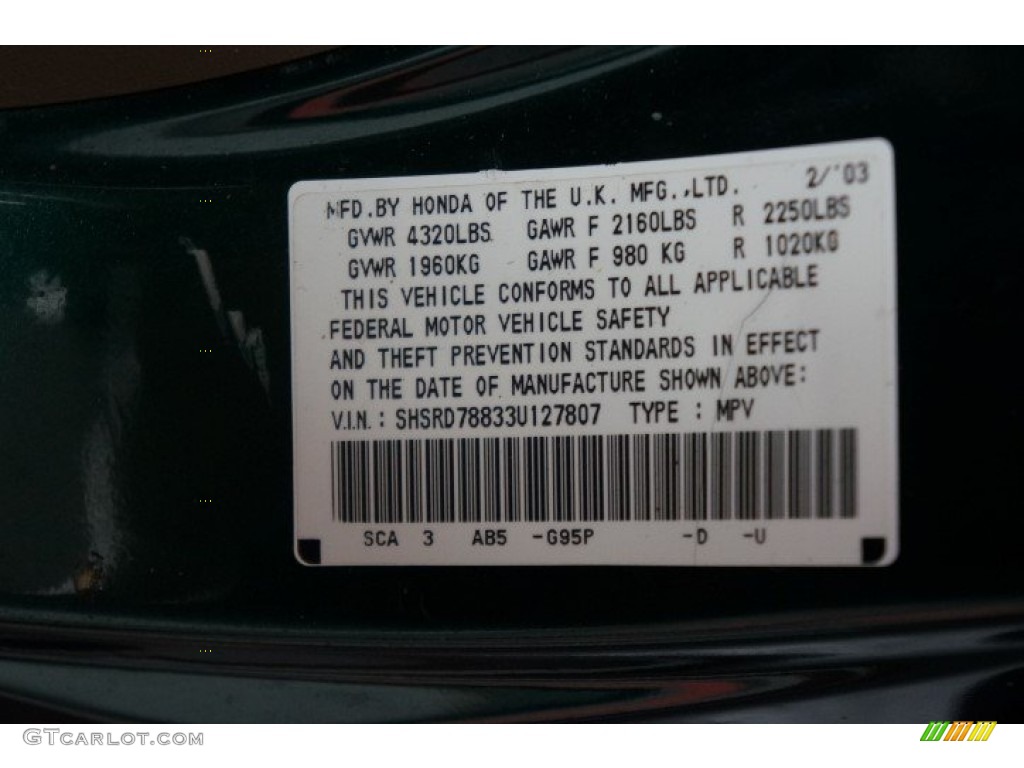 MFD.BY HONDA OF THE U.K. MFG.,LTD. 2/'03
GVWR 4320LBS GAWR F 2160LBS R 2250LBS
GVWR 1960KG GAWR F 980 KG R 1020KG
THIS VEHICLE CONFORMS TO ALL APPLICABLE
FEDERAL MOTOR VEHICLE SAFETY
AND THEFT PREVENTION STANDARDS IN EFFECT
ON THE DATE OF MANUFACTURE SHOWN ABOVE:
V.I.N.: SHSRD78833U127807 TYPE : MPV
SCA 3 AB5 -G95P -D -U
GTCARLOT.COM